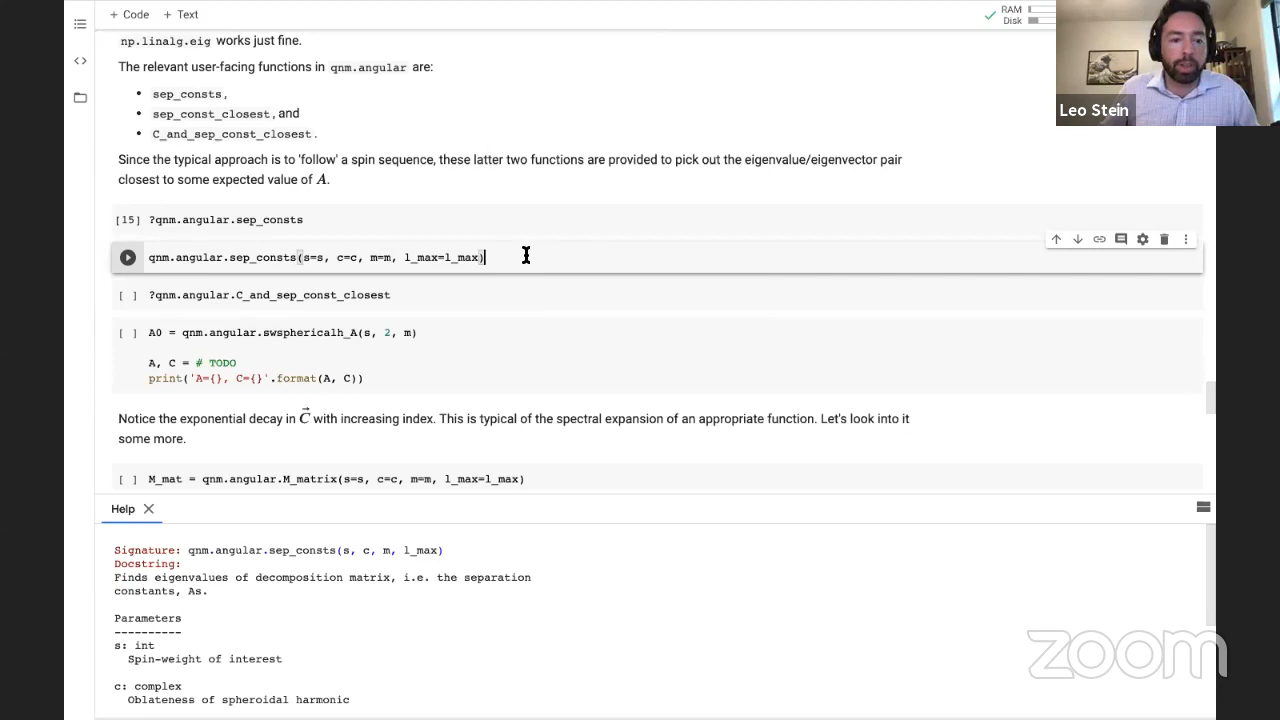 + Code + Text
RAM
Disk
np.linalg.eig works just fine.
The relevant user-facing functions in qnm.angular are:
• sep_consts,
• sep_const_closest, and
• C_and_sep_const_closest.
Since the typical approach is to 'follow' a spin sequence, these latter two functions are provided to pick out the eigenvalue/eigenvector pair
closest to some expected value of A.
[15] ?qnm.angular.sep_consts
qnm.angular.sep_consts(s=s, c=c, m=m, l_max=l_max)
[ ] ?qnm.angular.C_and_sep_const_closest
[ ] A0 = qnm.angular.swsphericalh_A(s, 2, m)
A, C = # TODO
print('A={}, C={}'.format(A, C))
Notice the exponential decay in C⃗ with increasing index. This is typical of the spectral expansion of an appropriate function. Let's look into it
some more.
[ ] M_mat = qnm.angular.M_matrix(s=s, c=c, m=m, l_max=l_max)
Help
Signature: qnm.angular.sep_consts(s, c, m, l_max)
Docstring:
Finds eigenvalues of decomposition matrix, i.e. the separation
constants, As.
Parameters
----------
s: int
Spin-weight of interest
c: complex
Oblateness of spheroidal harmonic
Leo Stein
zoom